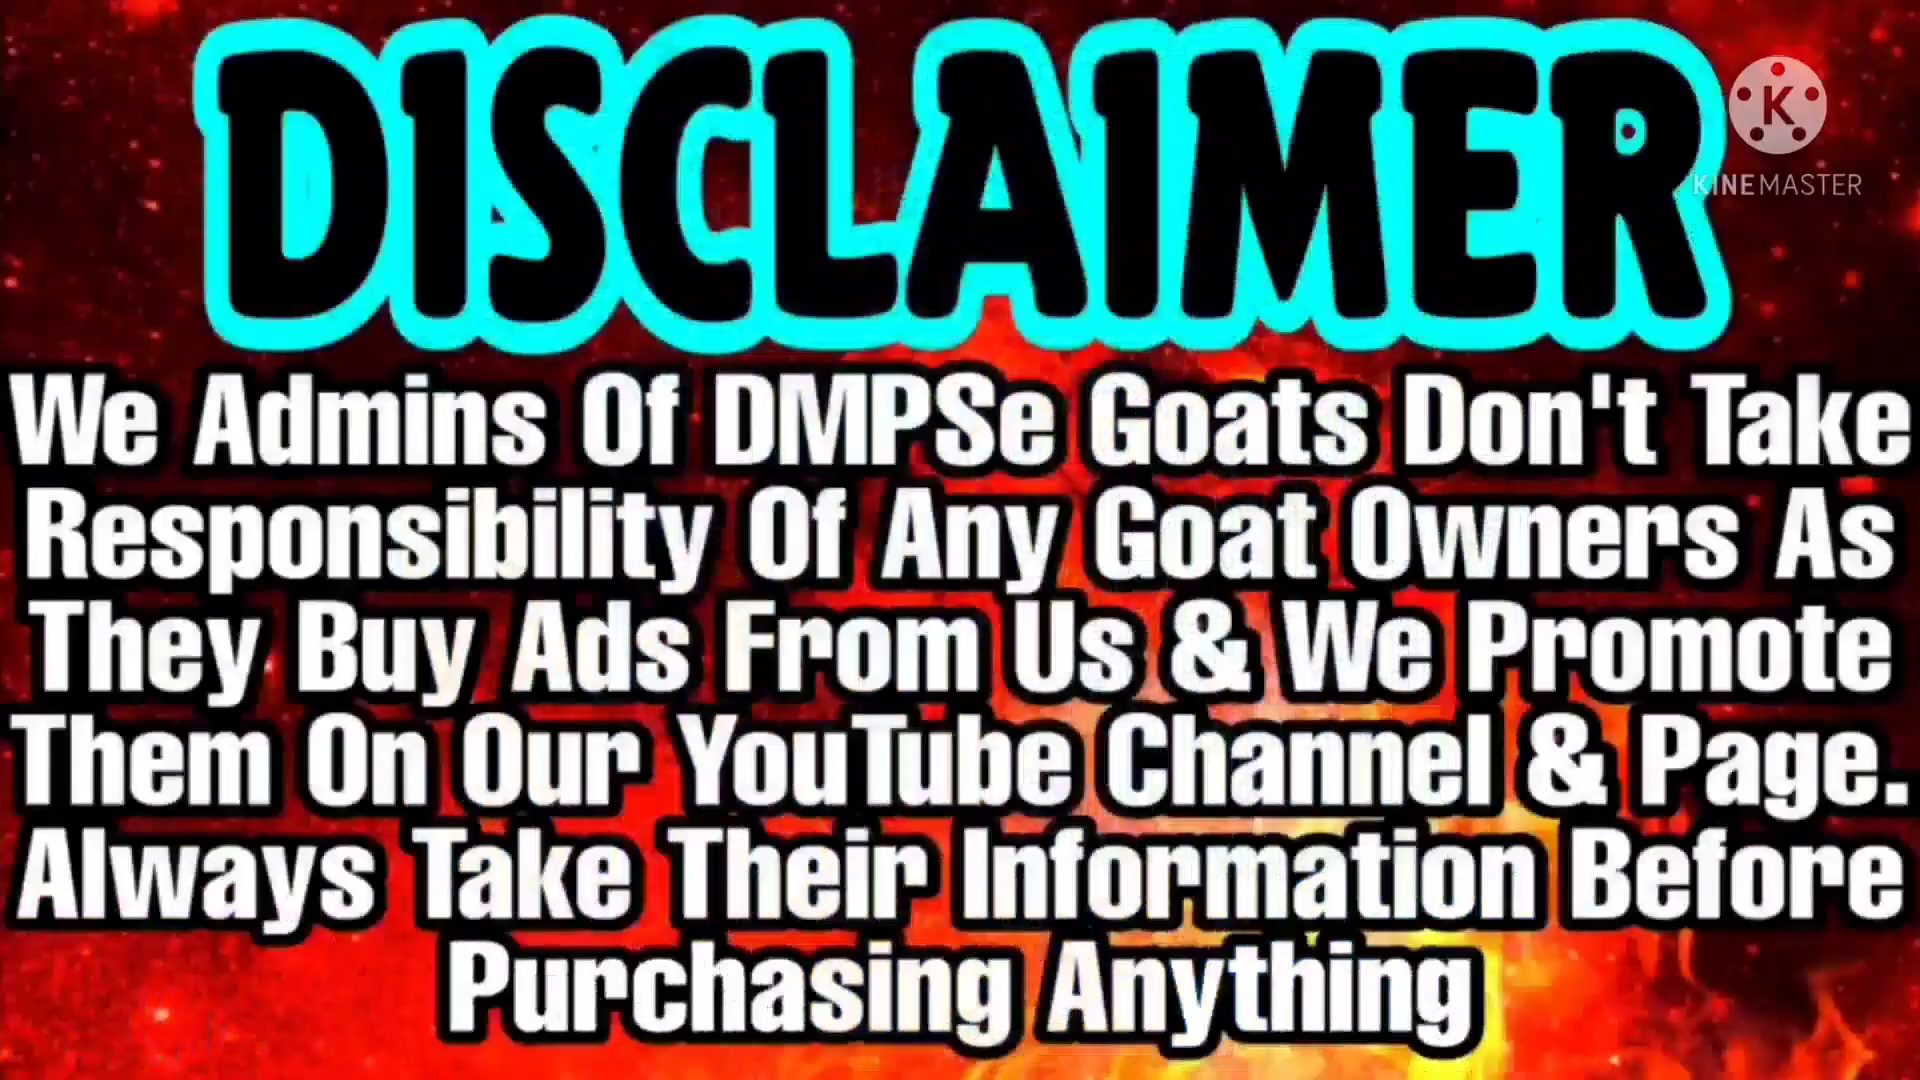 DISCLAIMER
K
KINEMASTER
We Admins Of DMPSe Goats Don't Take
Responsibility Of Any Goat Owners As
They Buy Ads From Us & We Promote
Them On Our YouTube Channel & Page.
Always Take Their Information Before
Purchasing Anything